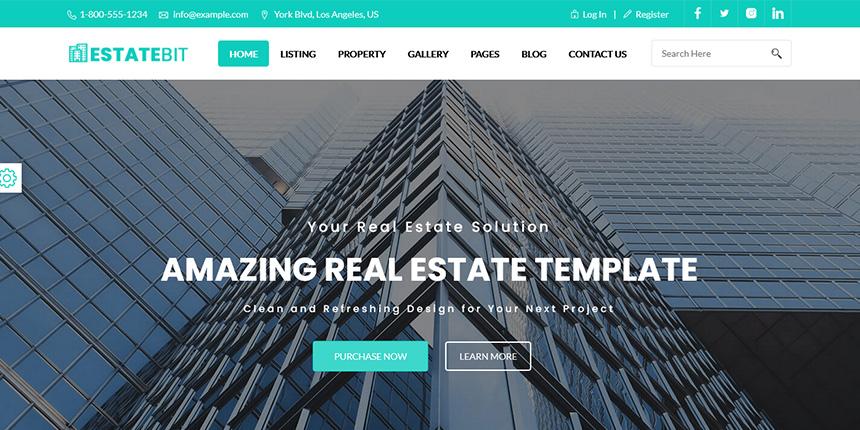 1-800-555-1234 info@example.com York Blvd, Los Angeles, US Log In | Register
ESTATEBIT HOME LISTING PROPERTY GALLERY PAGES BLOG CONTACT US Search Here
Your Real Estate Solution
AMAZING REAL ESTATE TEMPLATE
Clean and Refreshing Design for Your Next Project
PURCHASE NOW LEARN MORE